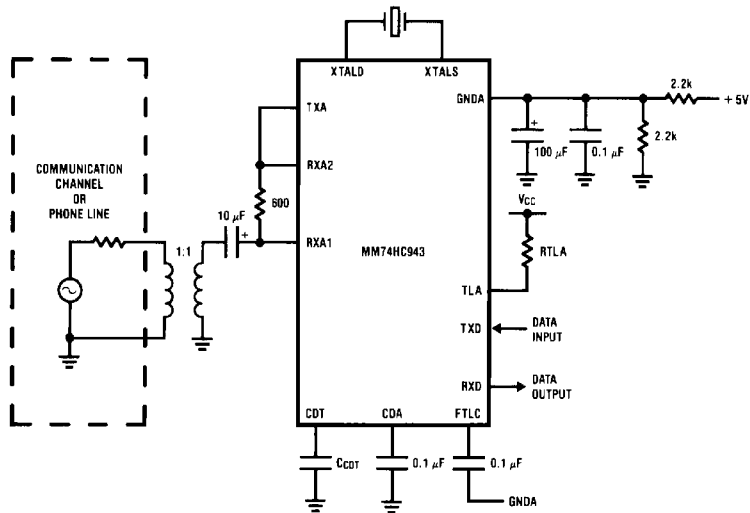 XTALD
XTALS
TXA
GNDA
2.2k
+ 5V
+
100 µF
0.1 µF
2.2k
RXA2
COMMUNICATION
CHANNEL
OR
PHONE LINE
600
10 µF
+
RXA1
1:1
MM74HC943
VCC
RTLA
TLA
TXD
DATA
INPUT
RXD
DATA
OUTPUT
CDT
CDA
FTLC
CCDT
0.1 µF
0.1 µF
GNDA